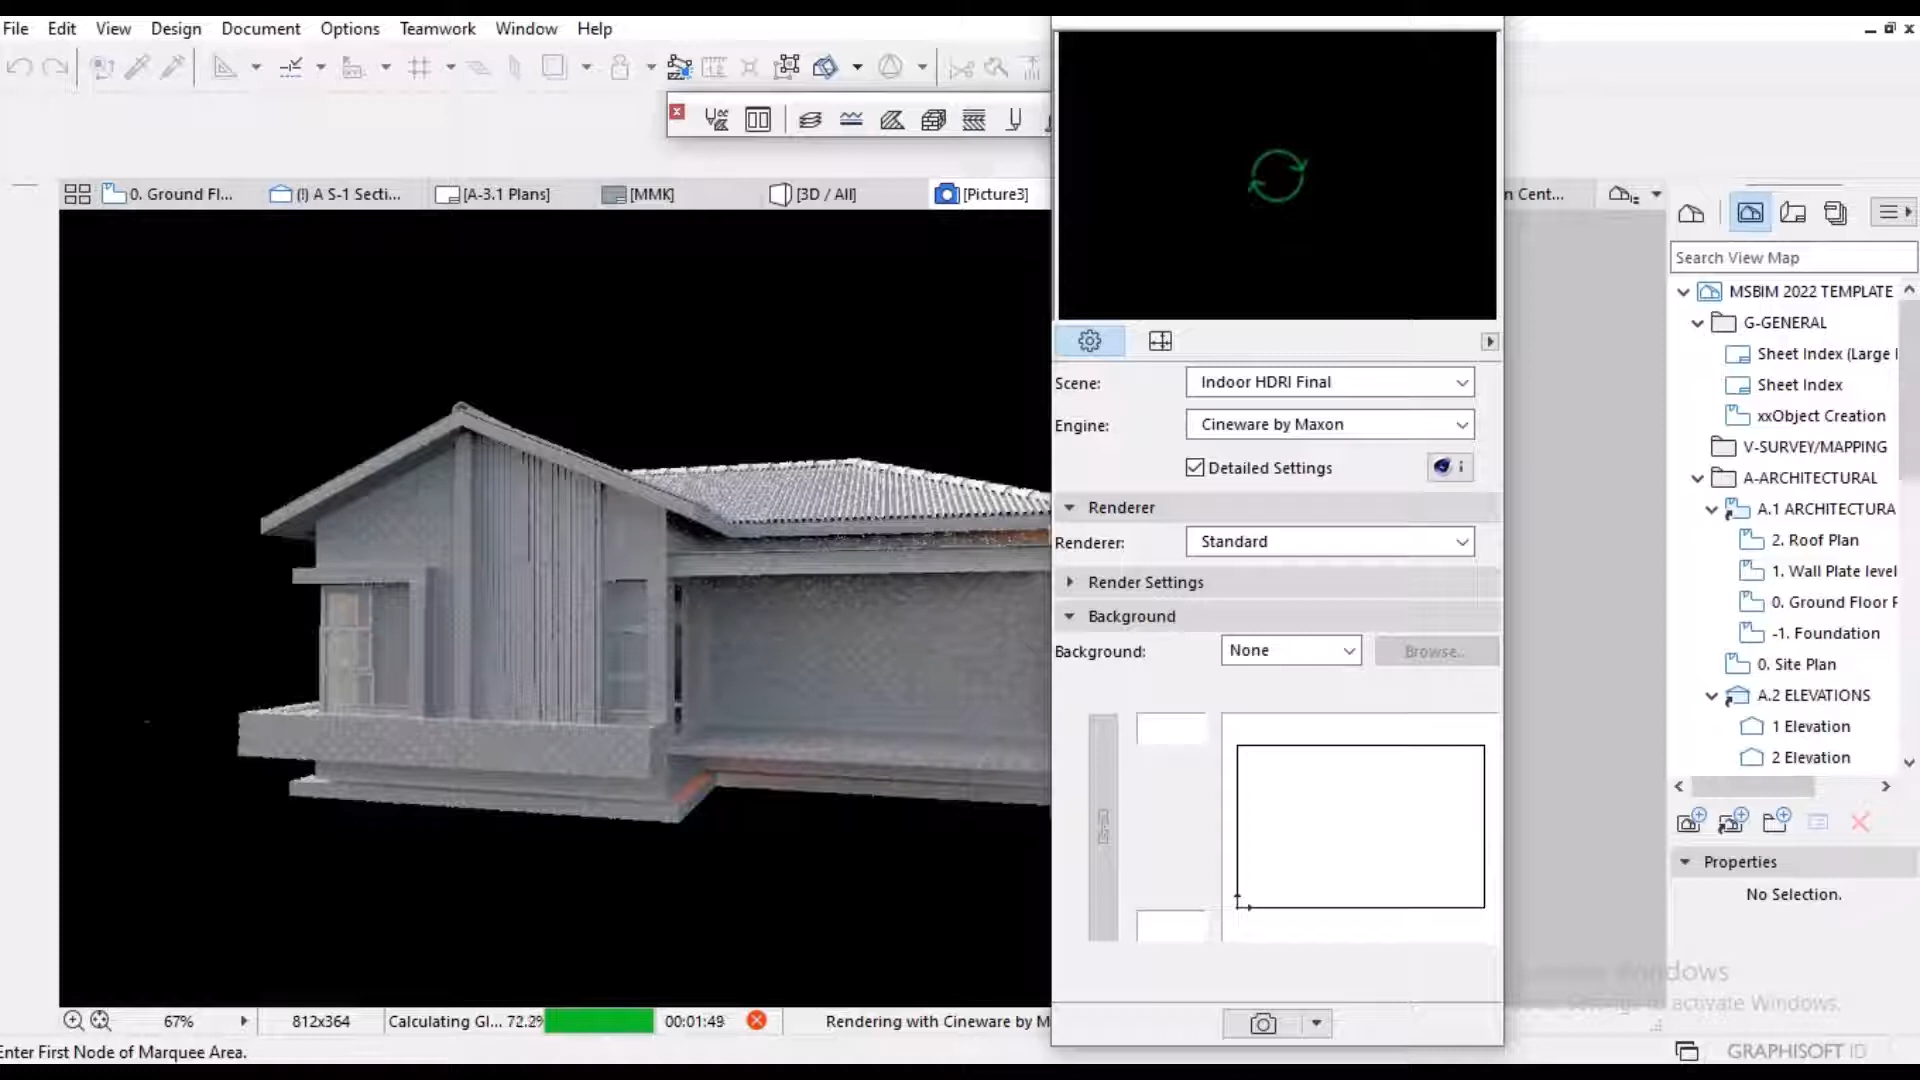 File Edit View Design Document Options Teamwork Window Help
0. Ground Fl... (!) A S-1 Secti... [A-3.1 Plans] [MMK] [3D / All] [Picture3] n Cent...
Search View Map
MSBIM 2022 TEMPLATE
G-GENERAL
Sheet Index (Large
Sheet Index
xxObject Creation
V-SURVEY/MAPPING
A-ARCHITECTURAL
A.1 ARCHITECTURA
2. Roof Plan
1. Wall Plate level
0. Ground Floor
-1. Foundation
0. Site Plan
A.2 ELEVATIONS
1 Elevation
2 Elevation
Properties
No Selection.
Scene: Indoor HDRI Final
Engine: Cineware by Maxon
Detailed Settings i
Renderer
Renderer: Standard
Render Settings
Background
Background: None Browse..
67% 812x364 Calculating GI... 72.2% 00:01:49 Rendering with Cineware by M
Enter First Node of Marquee Area.
Windows
Settings to activate Windows.
GRAPHISOFT ID